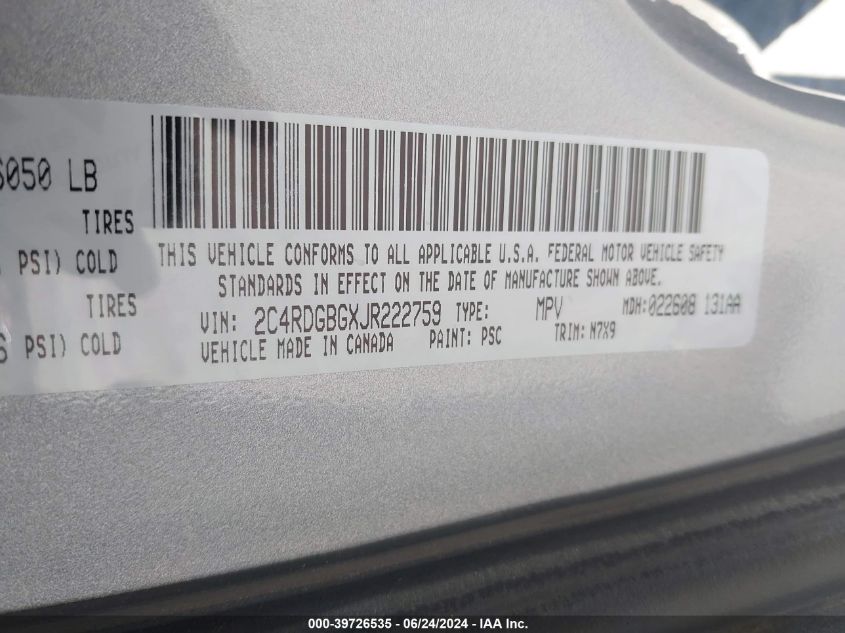 6050 LB
TIRES
PSI) COLD
TIRES
PSI) COLD
THIS VEHICLE CONFORMS TO ALL APPLICABLE U.S.A. FEDERAL MOTOR VEHICLE SAFETY
STANDARDS IN EFFECT ON THE DATE OF MANUFACTURE SHOWN ABOVE.
VIN: 2C4RDGBGXJR222759 TYPE: MPV MDH:022608 131AA
VEHICLE MADE IN CANADA PAINT: PSC TRIM: N7X9
000-39726535 - 06/24/2024 - IAA Inc.